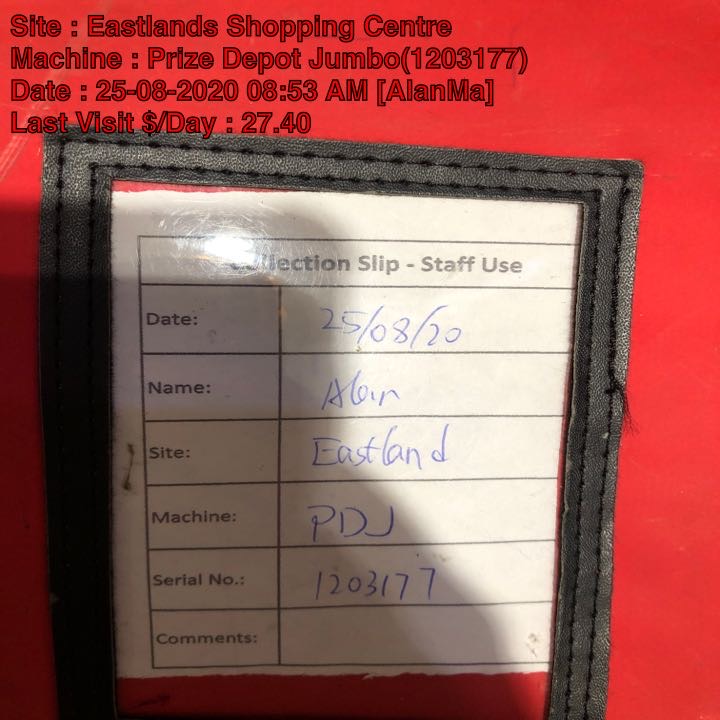 Site : Eastlands Shopping Centre
Machine : Prize Depot Jumbo(1203177)
Date : 25-08-2020 08:53 AM [AlanMa]
Last Visit $/Day : 27.40
Collection Slip - Staff Use
Date: 25/08/20
Name: Alan
Site: Eastland
Machine: PDJ
Serial No.: 1203177
Comments: